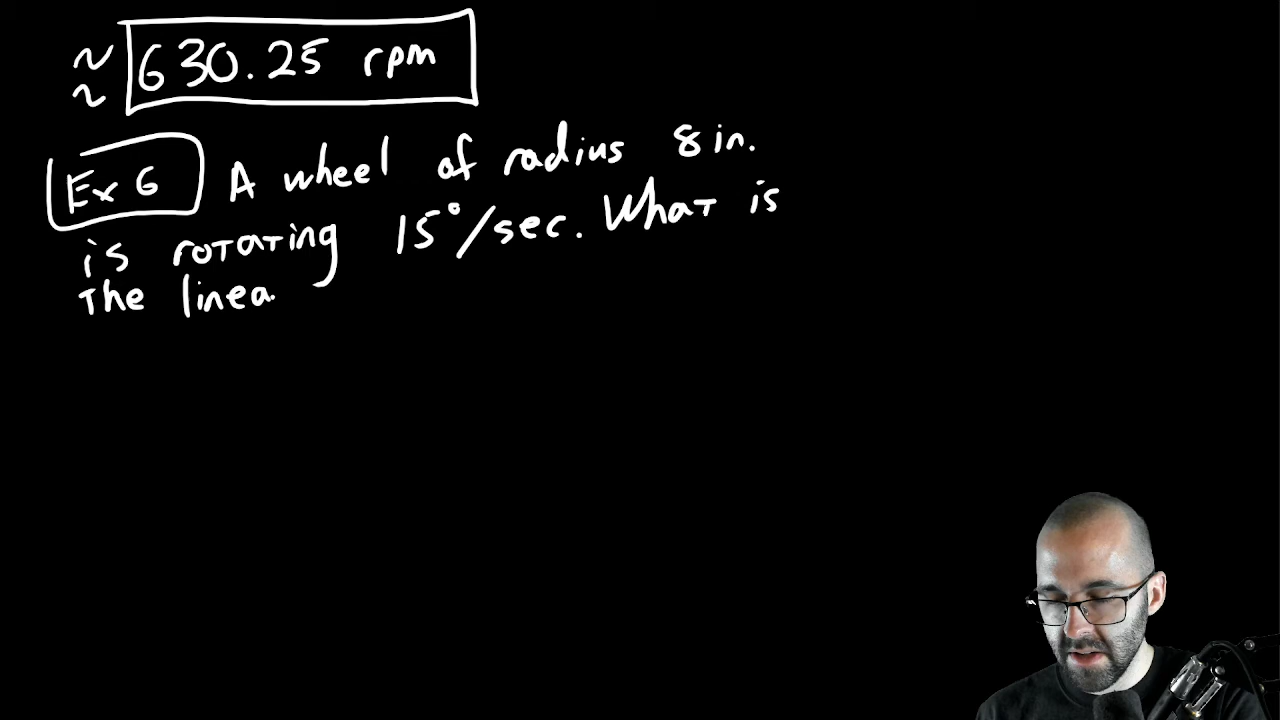 ≈ 630.25 rpm
Ex 6 A wheel of radius 8 in.
is rotating 15°/sec. What is
the linea